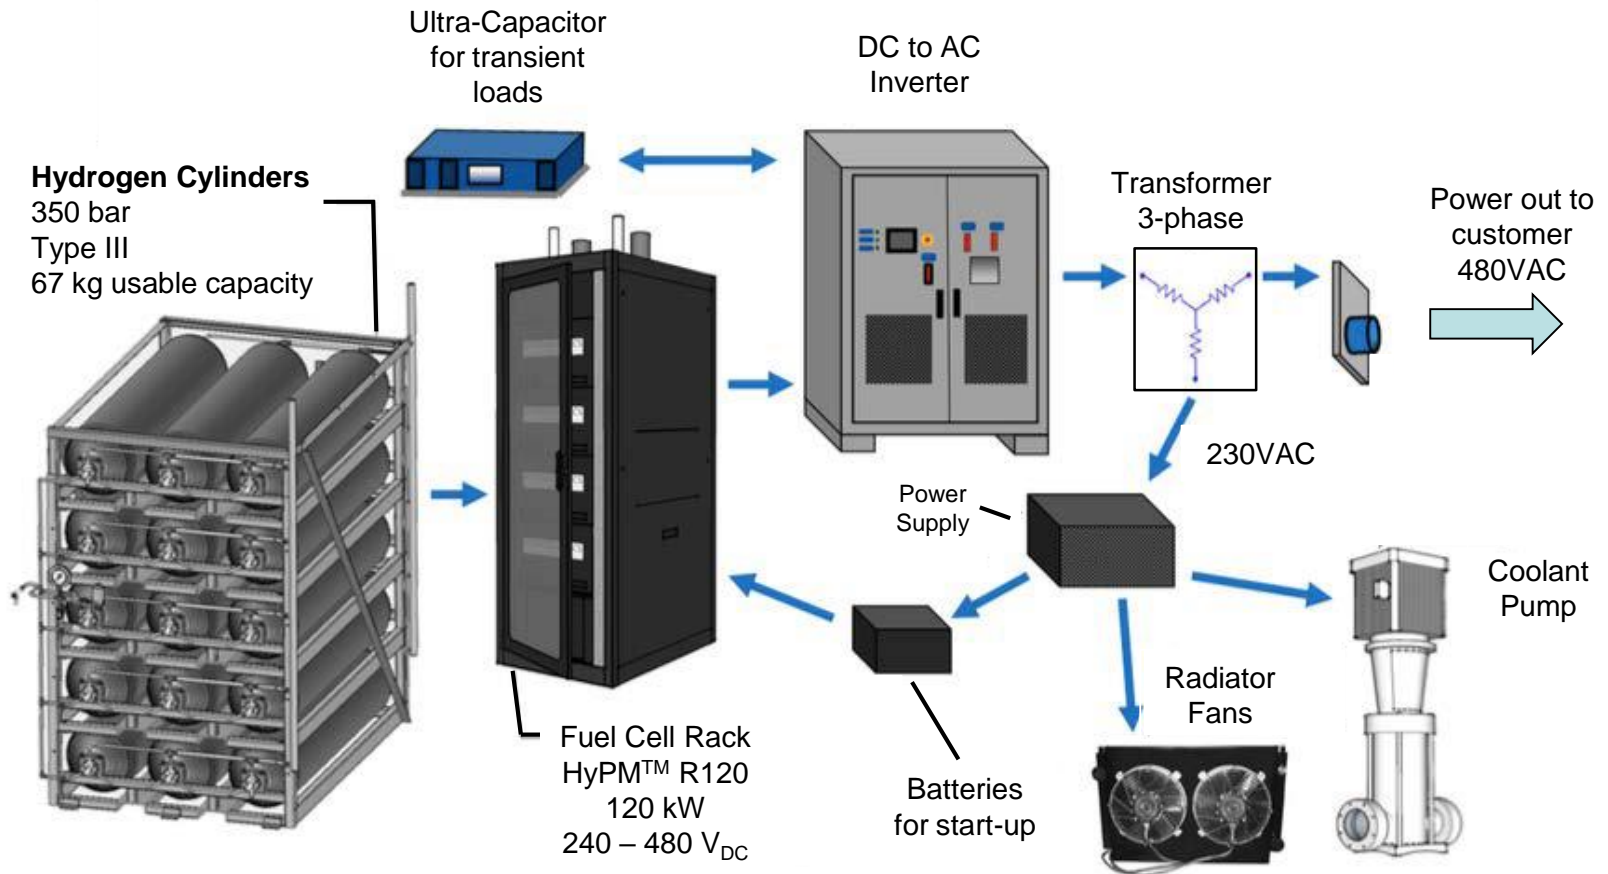 Ultra-Capacitor
for transient
loads
DC to AC
Inverter
Hydrogen Cylinders
350 bar
Type III
67 kg usable capacity
Transformer
3-phase
Power out to
customer
480VAC
230VAC
Power
Supply
Coolant
Pump
Radiator
Fans
Fuel Cell Rack
HyPM™ R120
120 kW
240 – 480 VDC
Batteries
for start-up